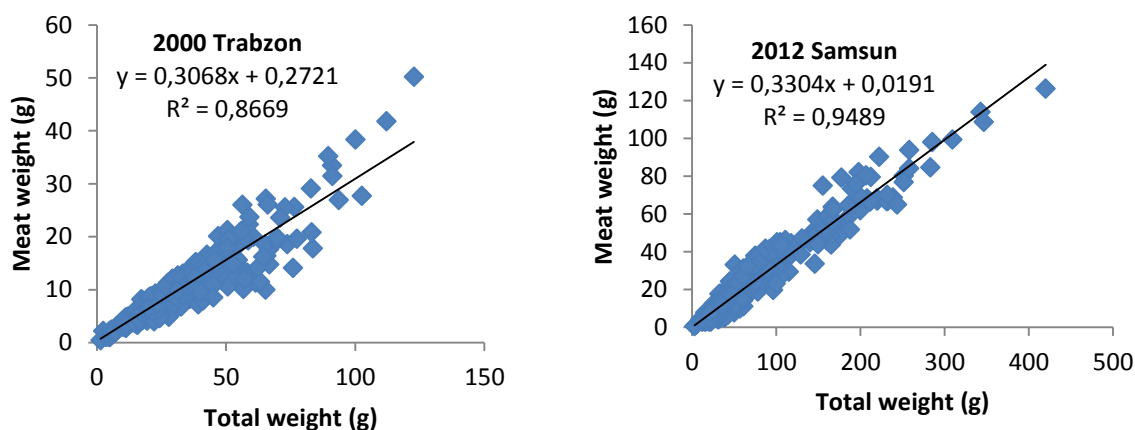 2000 Trabzon
y = 0,3068x + 0,2721
R² = 0,8669
Meat weight (g)
60
50
40
30
20
10
0
0 50 100 150
Total weight (g)
2012 Samsun
y = 0,3304x + 0,0191
R² = 0,9489
Meat weight (g)
160
140
120
100
80
60
40
20
0
0 100 200 300 400 500
Total weight (g)